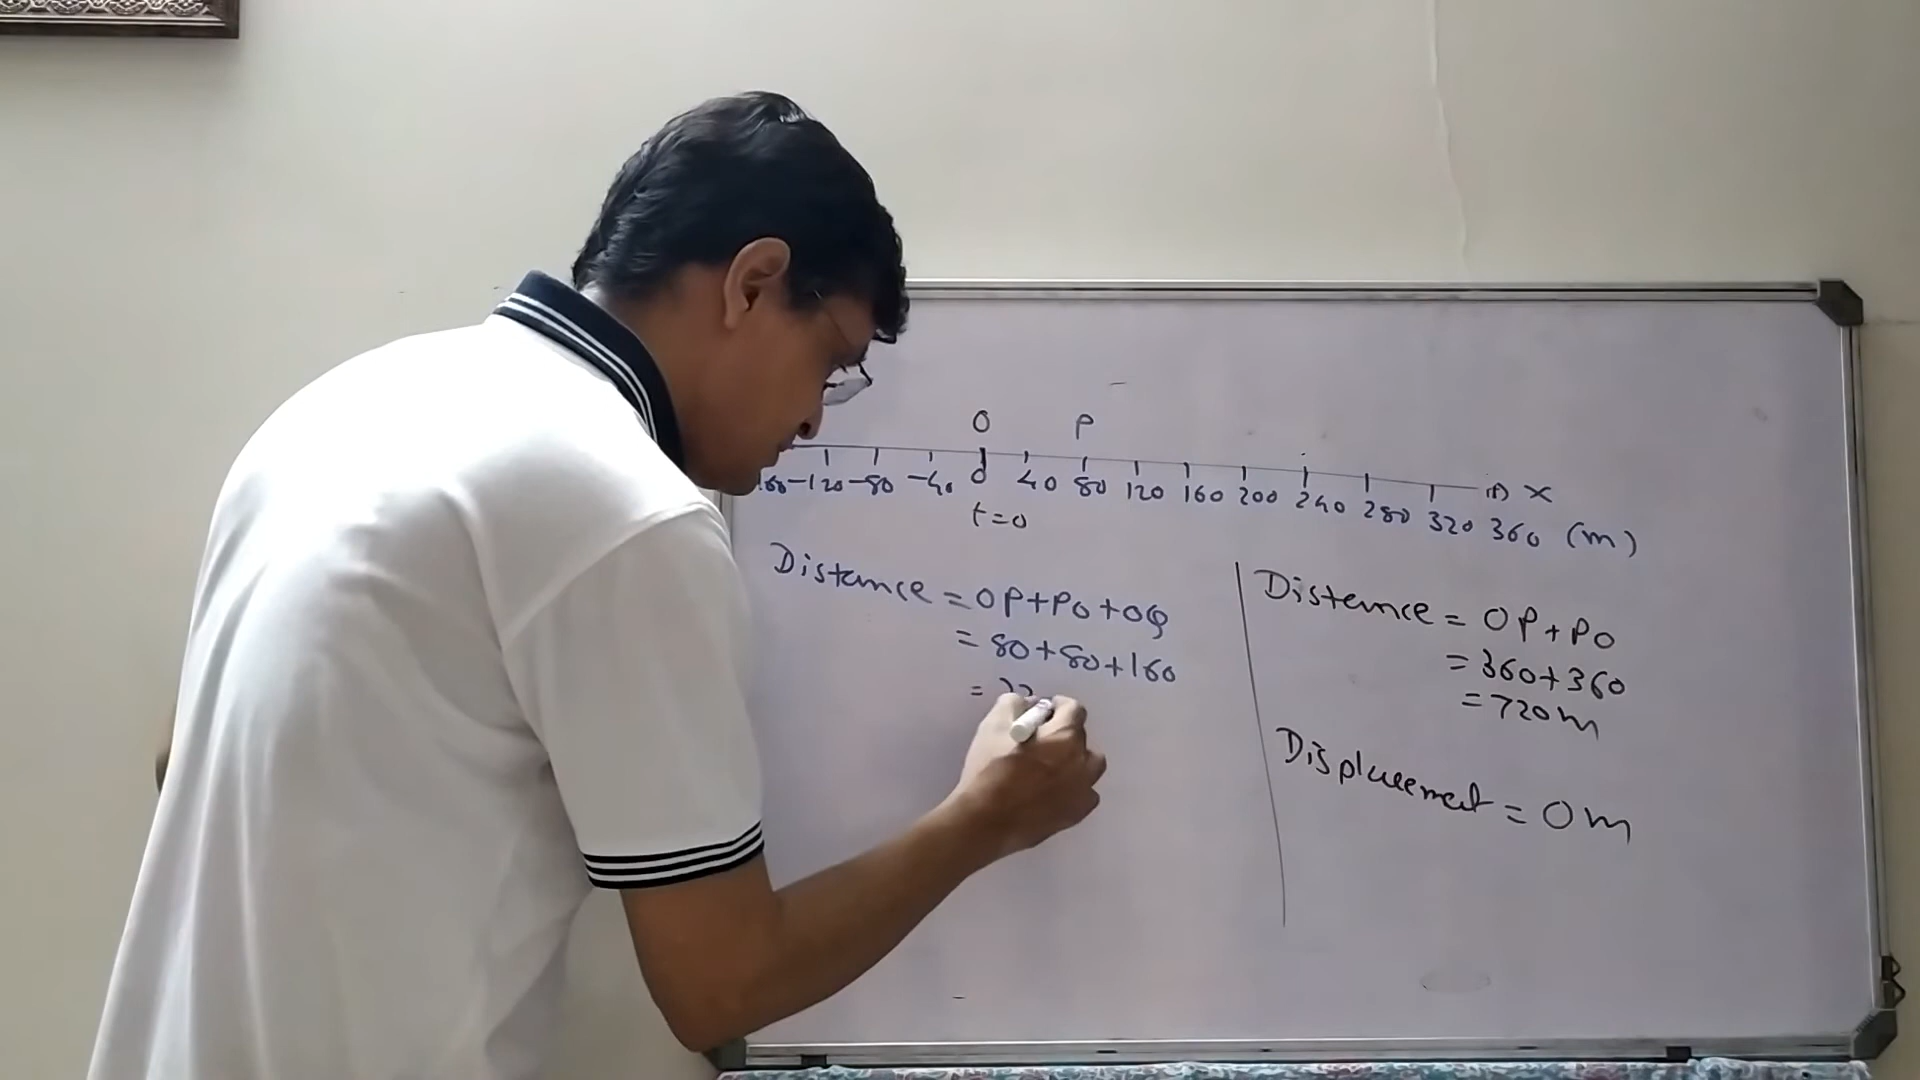 O P
-120 -80 -40 0 40 80 120 160 200 240 280 320 360 (m)
X
t=0
Distance = OP+PO+OQ
= 80+80+160
=
Distance = OP+PO
= 360+360
= 720m
Displacement = 0m